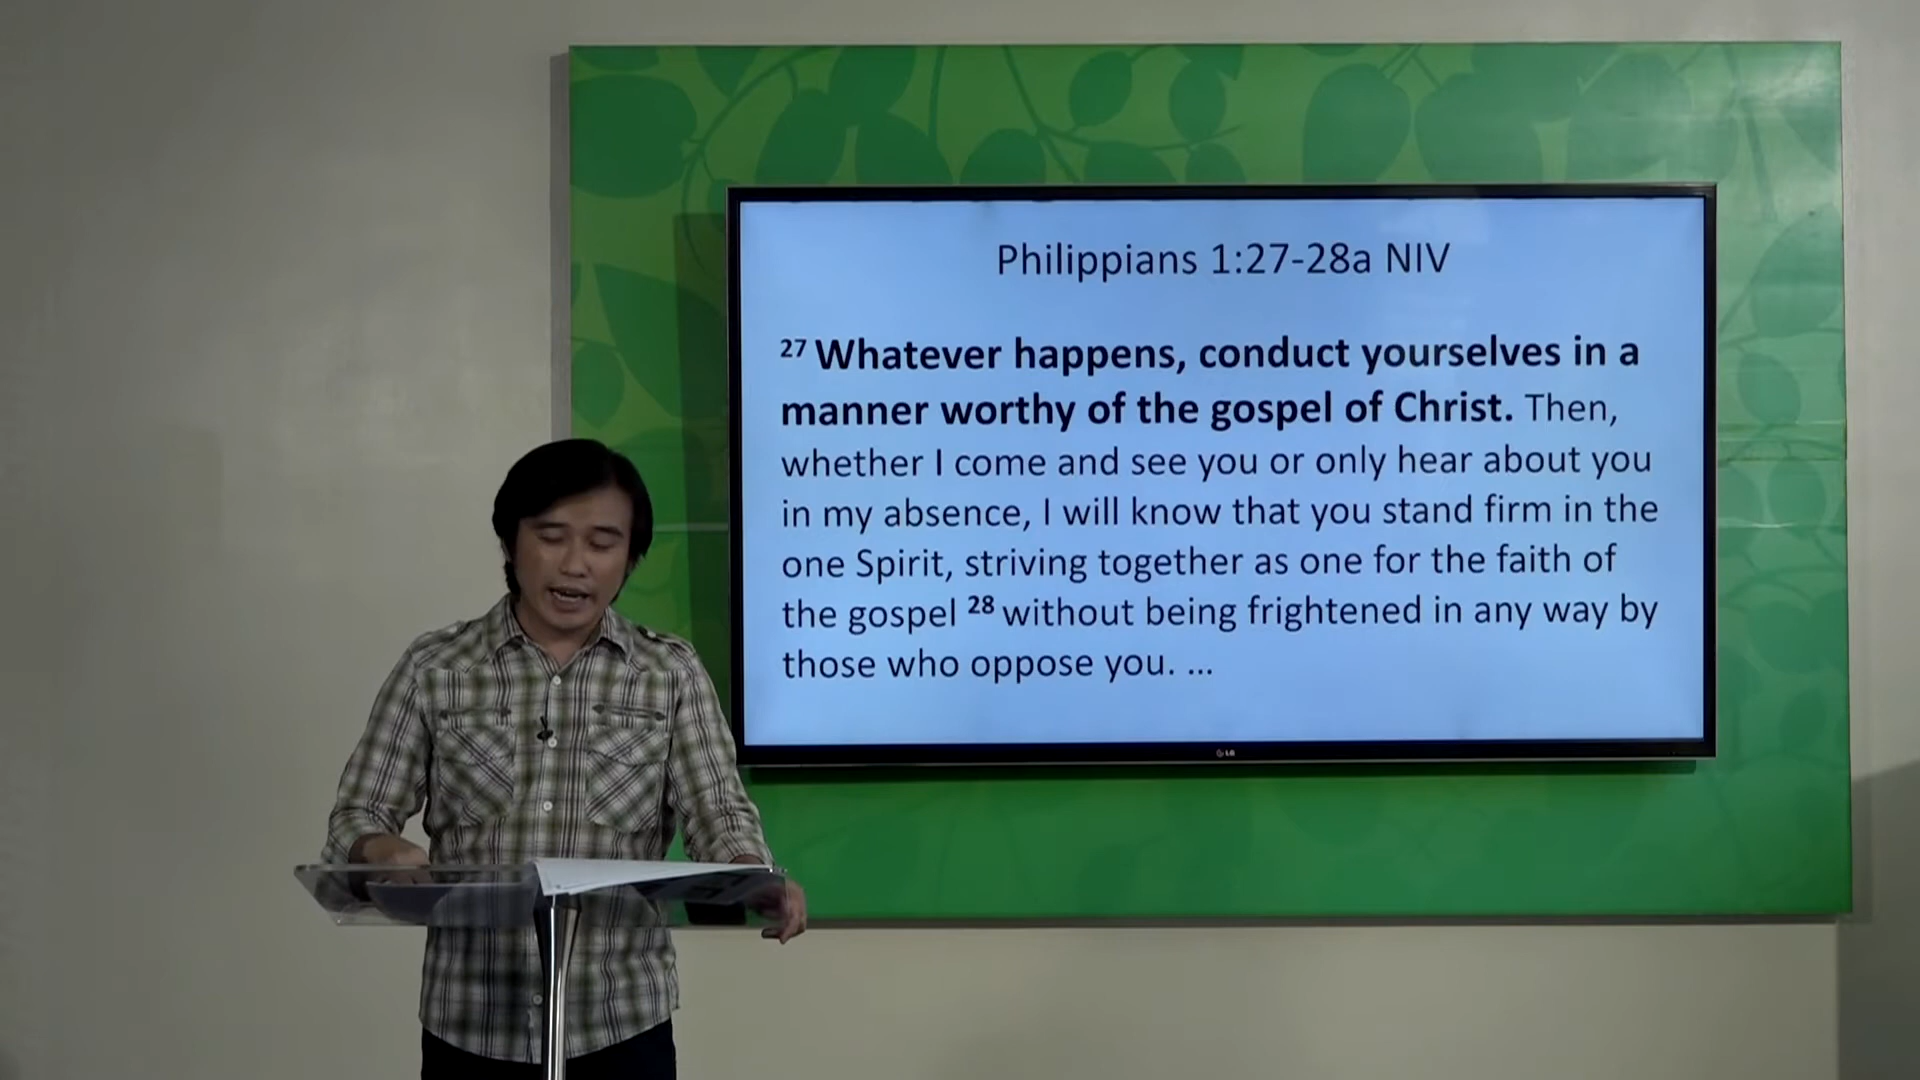 Philippians 1:27-28a NIV
27 Whatever happens, conduct yourselves in a
manner worthy of the gospel of Christ. Then,
whether I come and see you or only hear about you
in my absence, I will know that you stand firm in the
one Spirit, striving together as one for the faith of
the gospel 28 without being frightened in any way by
those who oppose you. ...
LG